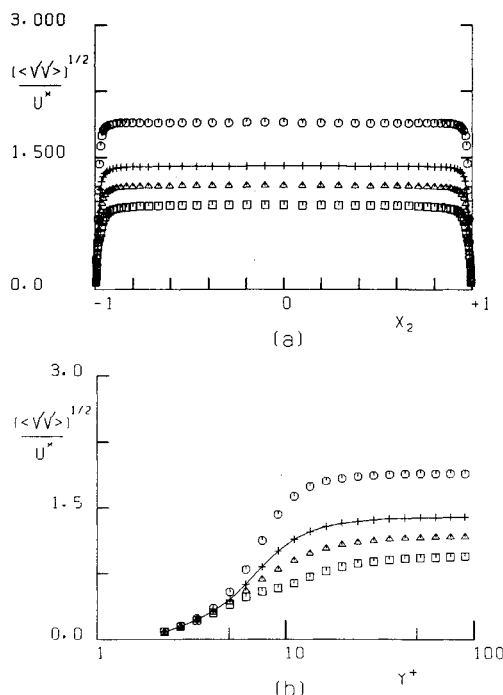 3.000
(<V́V́>)^1/2
U*
1.500
0.0
-1 0 X₂ +1
(a)
3.0
(<V́V́>)^1/2
U*
1.5
0.0
1 10 Y⁺ 100
(b)